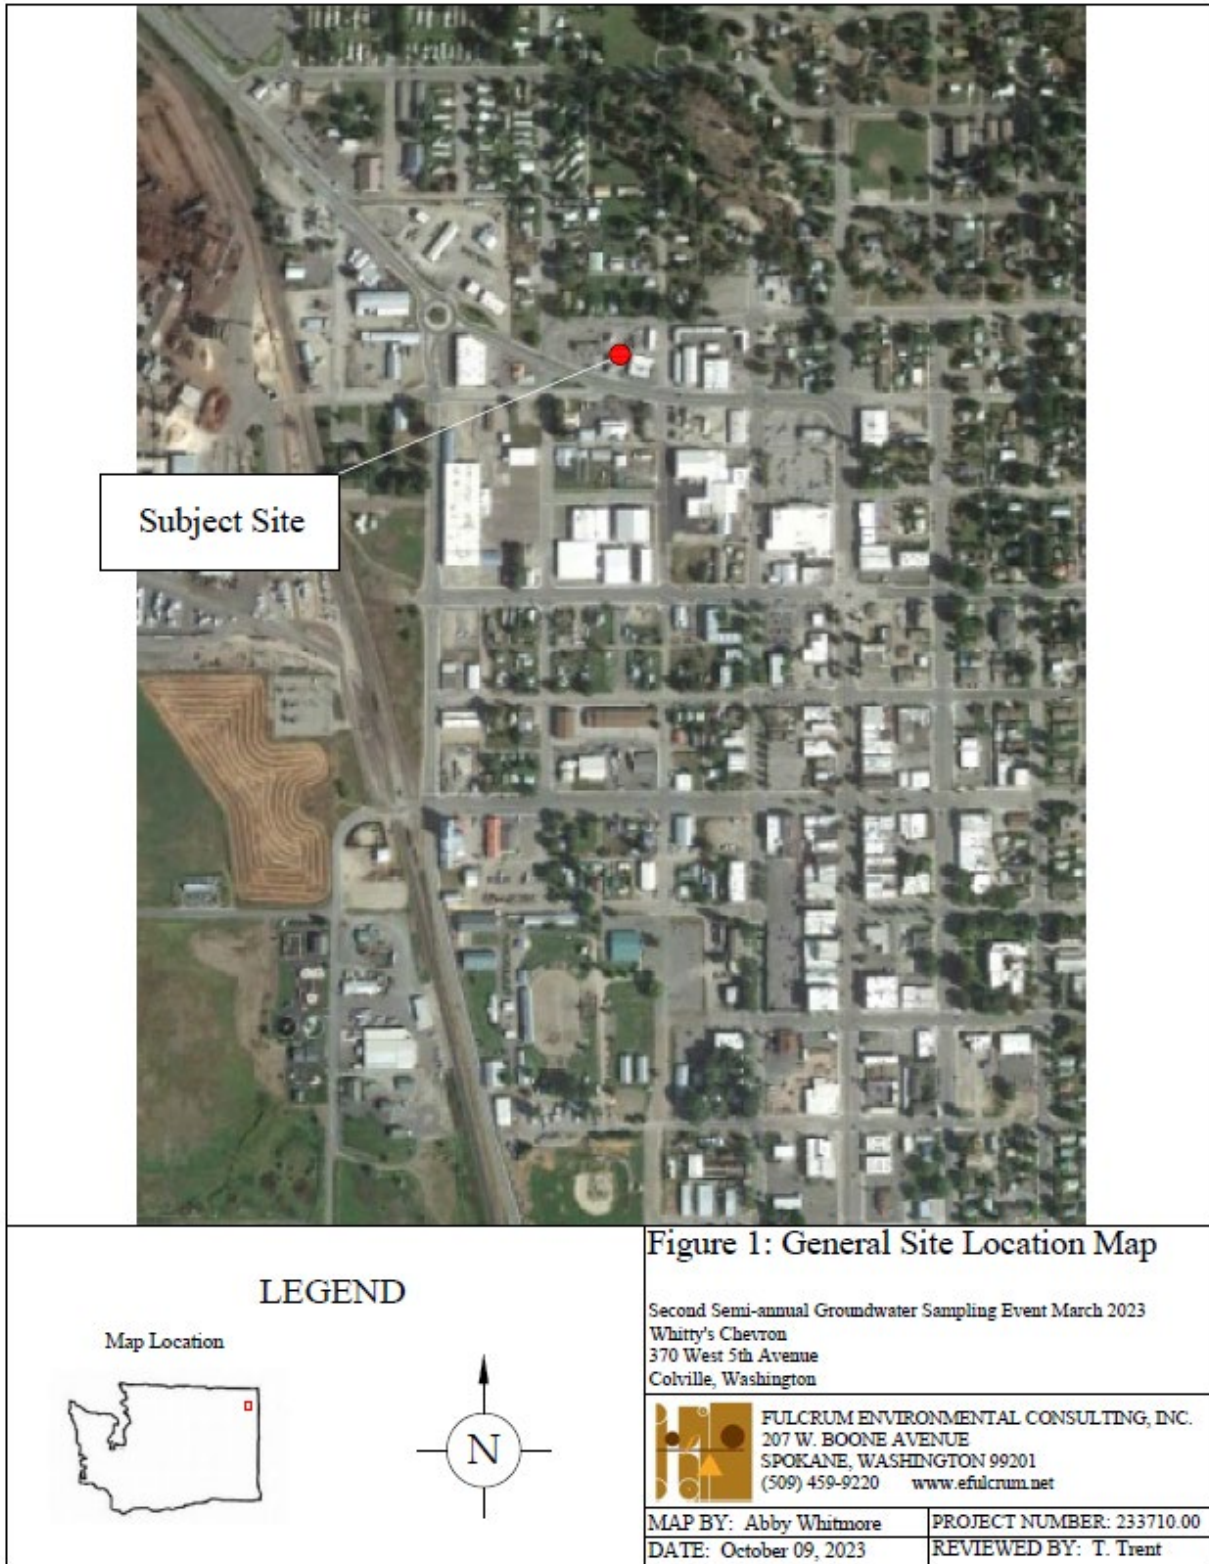 Subject Site
LEGEND
Map Location
N
Figure 1: General Site Location Map
Second Semi-annual Groundwater Sampling Event March 2023
Whitty's Chevron
370 West 5th Avenue
Colville, Washington
FULCRUM ENVIRONMENTAL CONSULTING, INC.
207 W. BOONE AVENUE
SPOKANE, WASHINGTON 99201
(509) 459-9220 www.efulcrum.net
MAP BY: Abby Whitmore
PROJECT NUMBER: 233710.00
DATE: October 09, 2023
REVIEWED BY: T. Trent